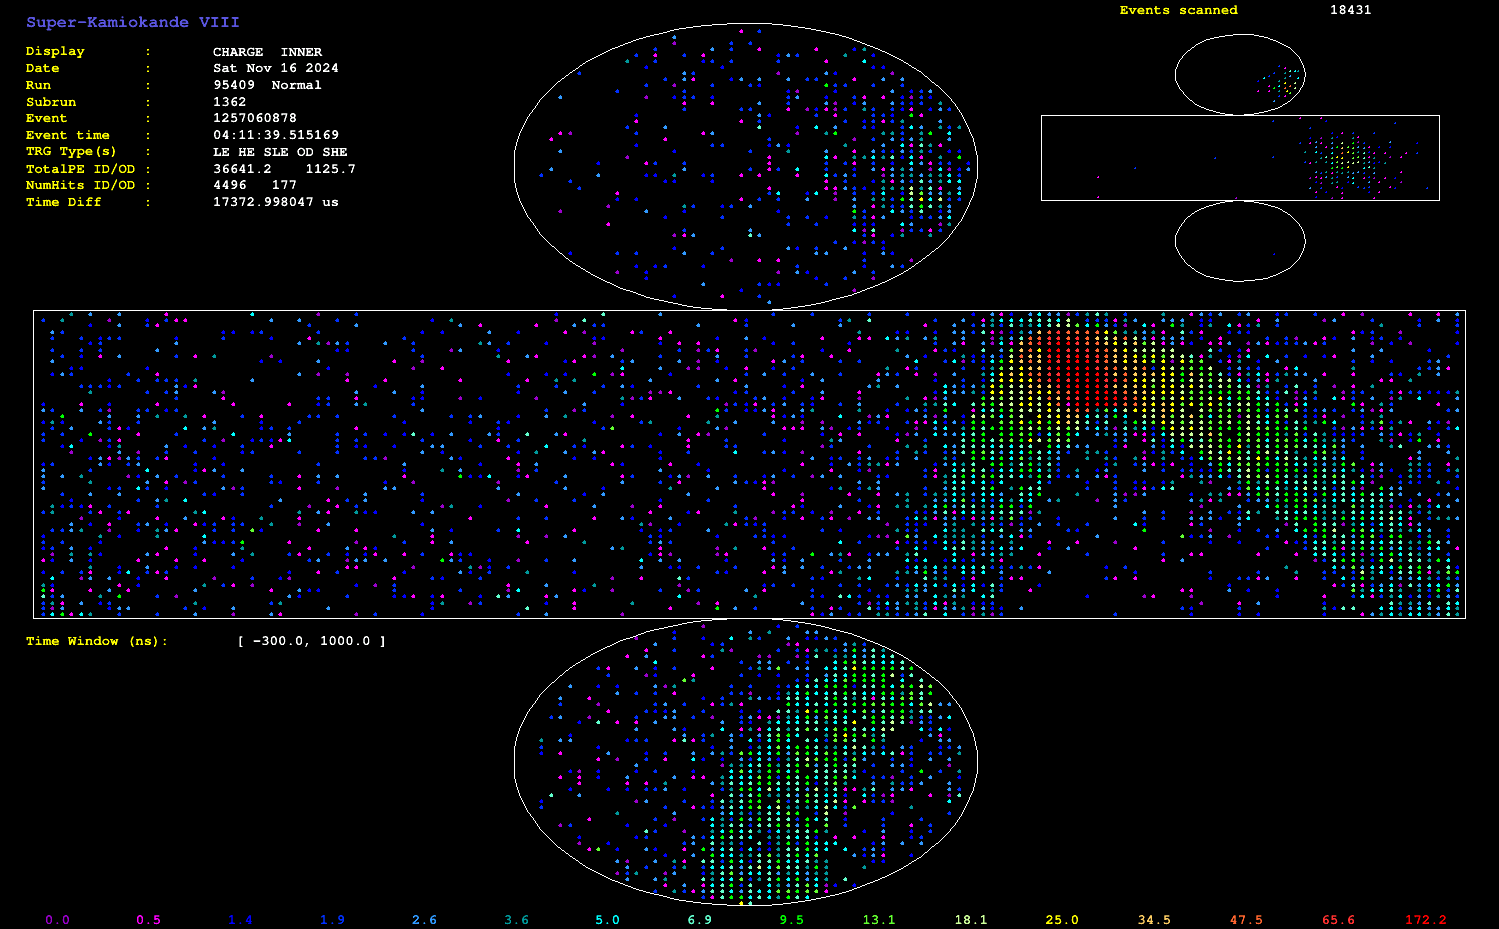 Super-Kamiokande VIII
Events scanned 18431
Display : CHARGE INNER
Date : Sat Nov 16 2024
Run : 95409 Normal
Subrun : 1362
Event : 1257060878
Event time : 04:11:39.515169
TRG Type(s) : LE HE SLE OD SHE
TotalPE ID/OD : 36641.2 1125.7
NumHits ID/OD : 4496 177
Time Diff : 17372.998047 us
Time Window (ns): [ -300.0, 1000.0 ]
0.0 0.5 1.4 1.9 2.6 3.6 5.0 6.9 9.5 13.1 18.1 25.0 34.5 47.5 65.6 172.2